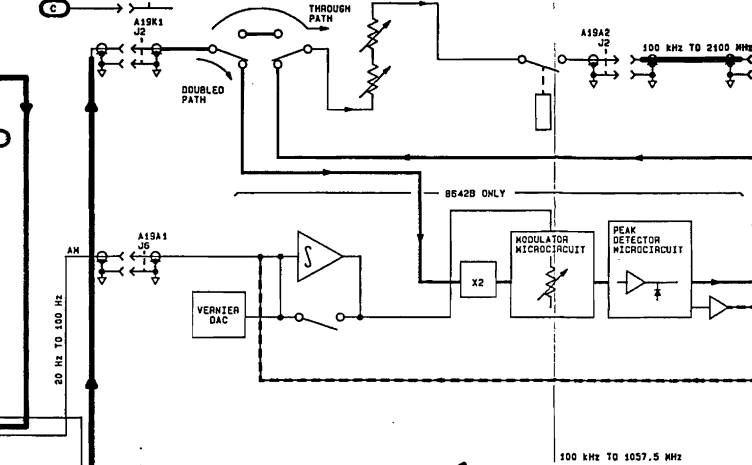 C
THROUGH
PATH
A19K1
J2
A19A2
J2
100 kHz TO 2100 MHz
DOUBLED
PATH
8642B ONLY
A19A1
J6
AM
MODULATOR
MICROCIRCUIT
PEAK
DETECTOR
MICROCIRCUIT
∫
X2
VERNIER
DAC
20 Hz TO 100 Hz
100 kHz TO 1057.5 MHz